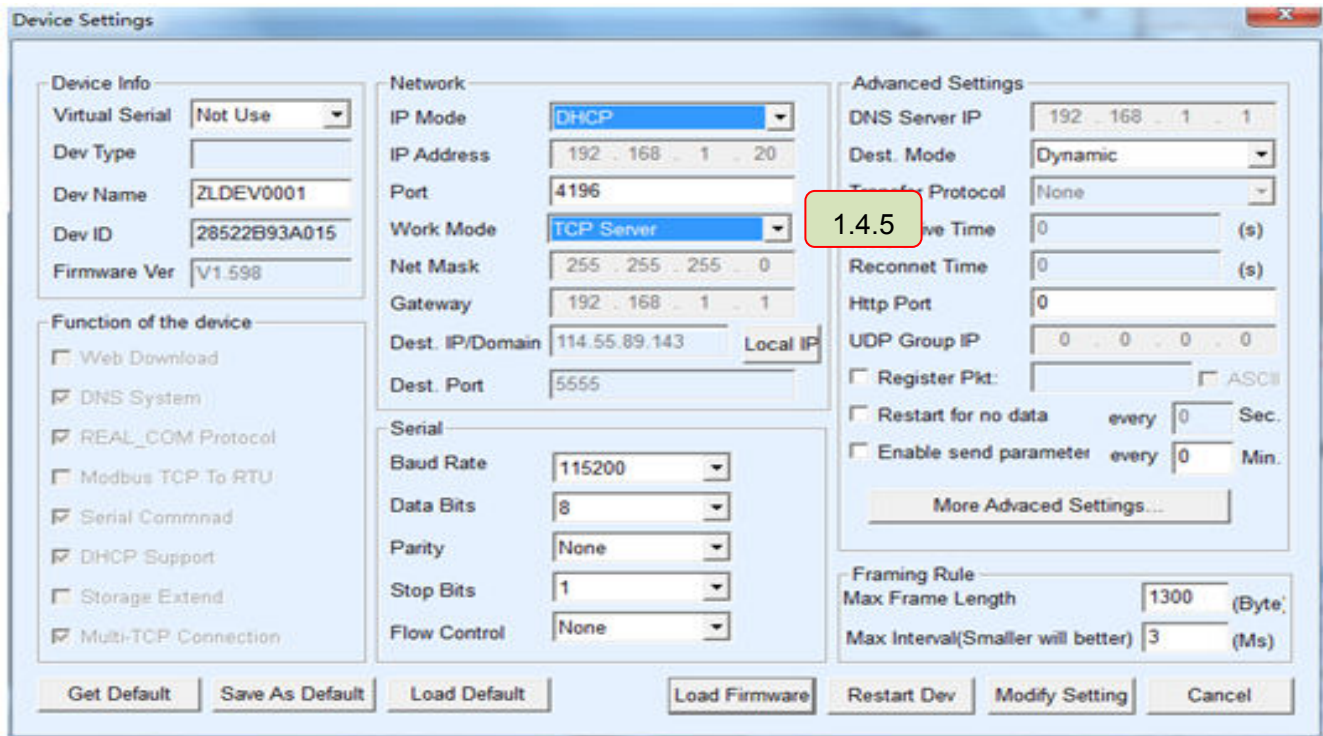 Device Settings
Device Info
Virtual Serial Not Use
Dev Type
Dev Name ZLDEV0001
Dev ID 28522B93A015
Firmware Ver V1.598
Function of the device
Web Download
DNS System
REAL_COM Protocol
Modbus TCP To RTU
Serial Commnad
DHCP Support
Storage Extend
Multi-TCP Connection
Network
IP Mode DHCP
IP Address 192 . 168 . 1 . 20
Port 4196
Work Mode TCP Server
Net Mask 255 . 255 . 255 . 0
Gateway 192 . 168 . 1 . 1
Dest. IP/Domain 114.55.89.143 Local IP
Dest. Port 5555
Serial
Baud Rate 115200
Data Bits 8
Parity None
Stop Bits 1
Flow Control None
1.4.5
Advanced Settings
DNS Server IP 192 . 168 . 1 . 1
Dest. Mode Dynamic
Protocol None
Time 0 (s)
Reconnet Time 0 (s)
Http Port 0
UDP Group IP 0 . 0 . 0 . 0
Register Pkt: ASCII
Restart for no data every 0 Sec.
Enable send parameter every 0 Min.
More Advaced Settings...
Framing Rule
Max Frame Length 1300 (Byte)
Max Interval(Smaller will better) 3 (Ms)
Get Default Save As Default Load Default Load Firmware Restart Dev Modify Setting Cancel